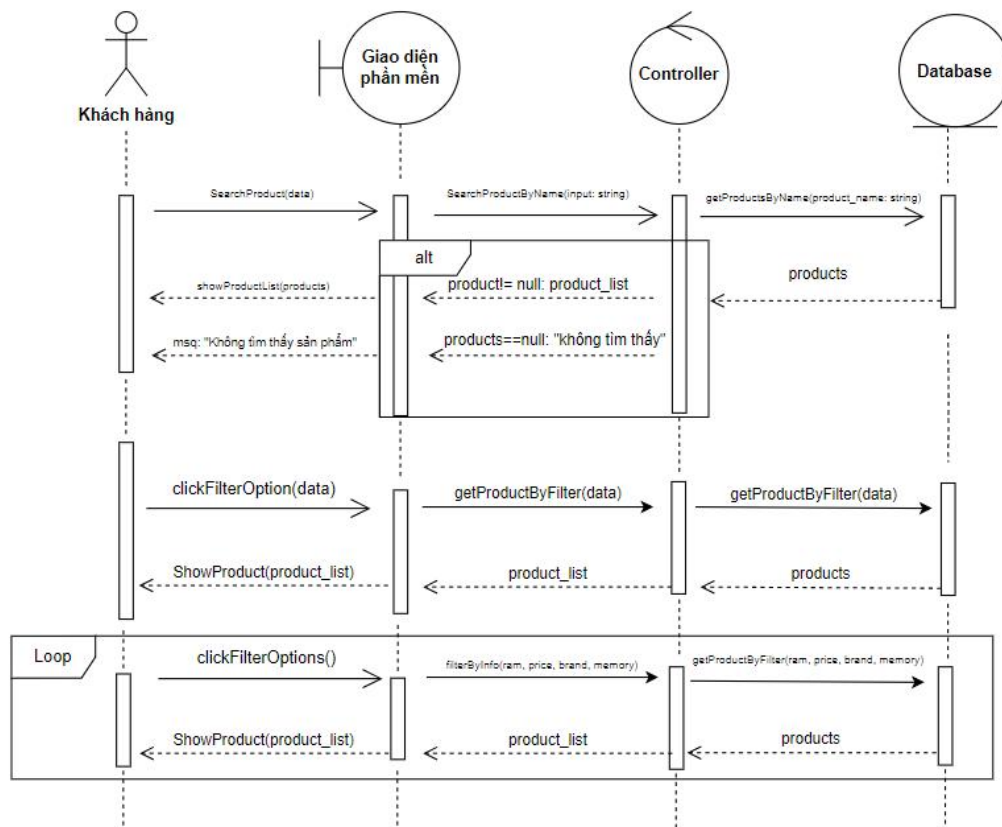 Giao diện
phần mền
Controller
Database
Khách hàng
SearchProduct(data)
SearchProductByName(input: string)
getProductsByName(product_name: string)
alt
products
product!= null: product_list
showProductList(products)
products==null: "không tìm thấy"
msq: "Không tìm thấy sản phẩm"
clickFilterOption(data)
getProductByFilter(data)
getProductByFilter(data)
ShowProduct(product_list)
product_list
products
Loop
clickFilterOptions()
filterByInfo(ram, price, brand, memory)
getProductByFilter(ram, price, brand, memory)
ShowProduct(product_list)
product_list
products